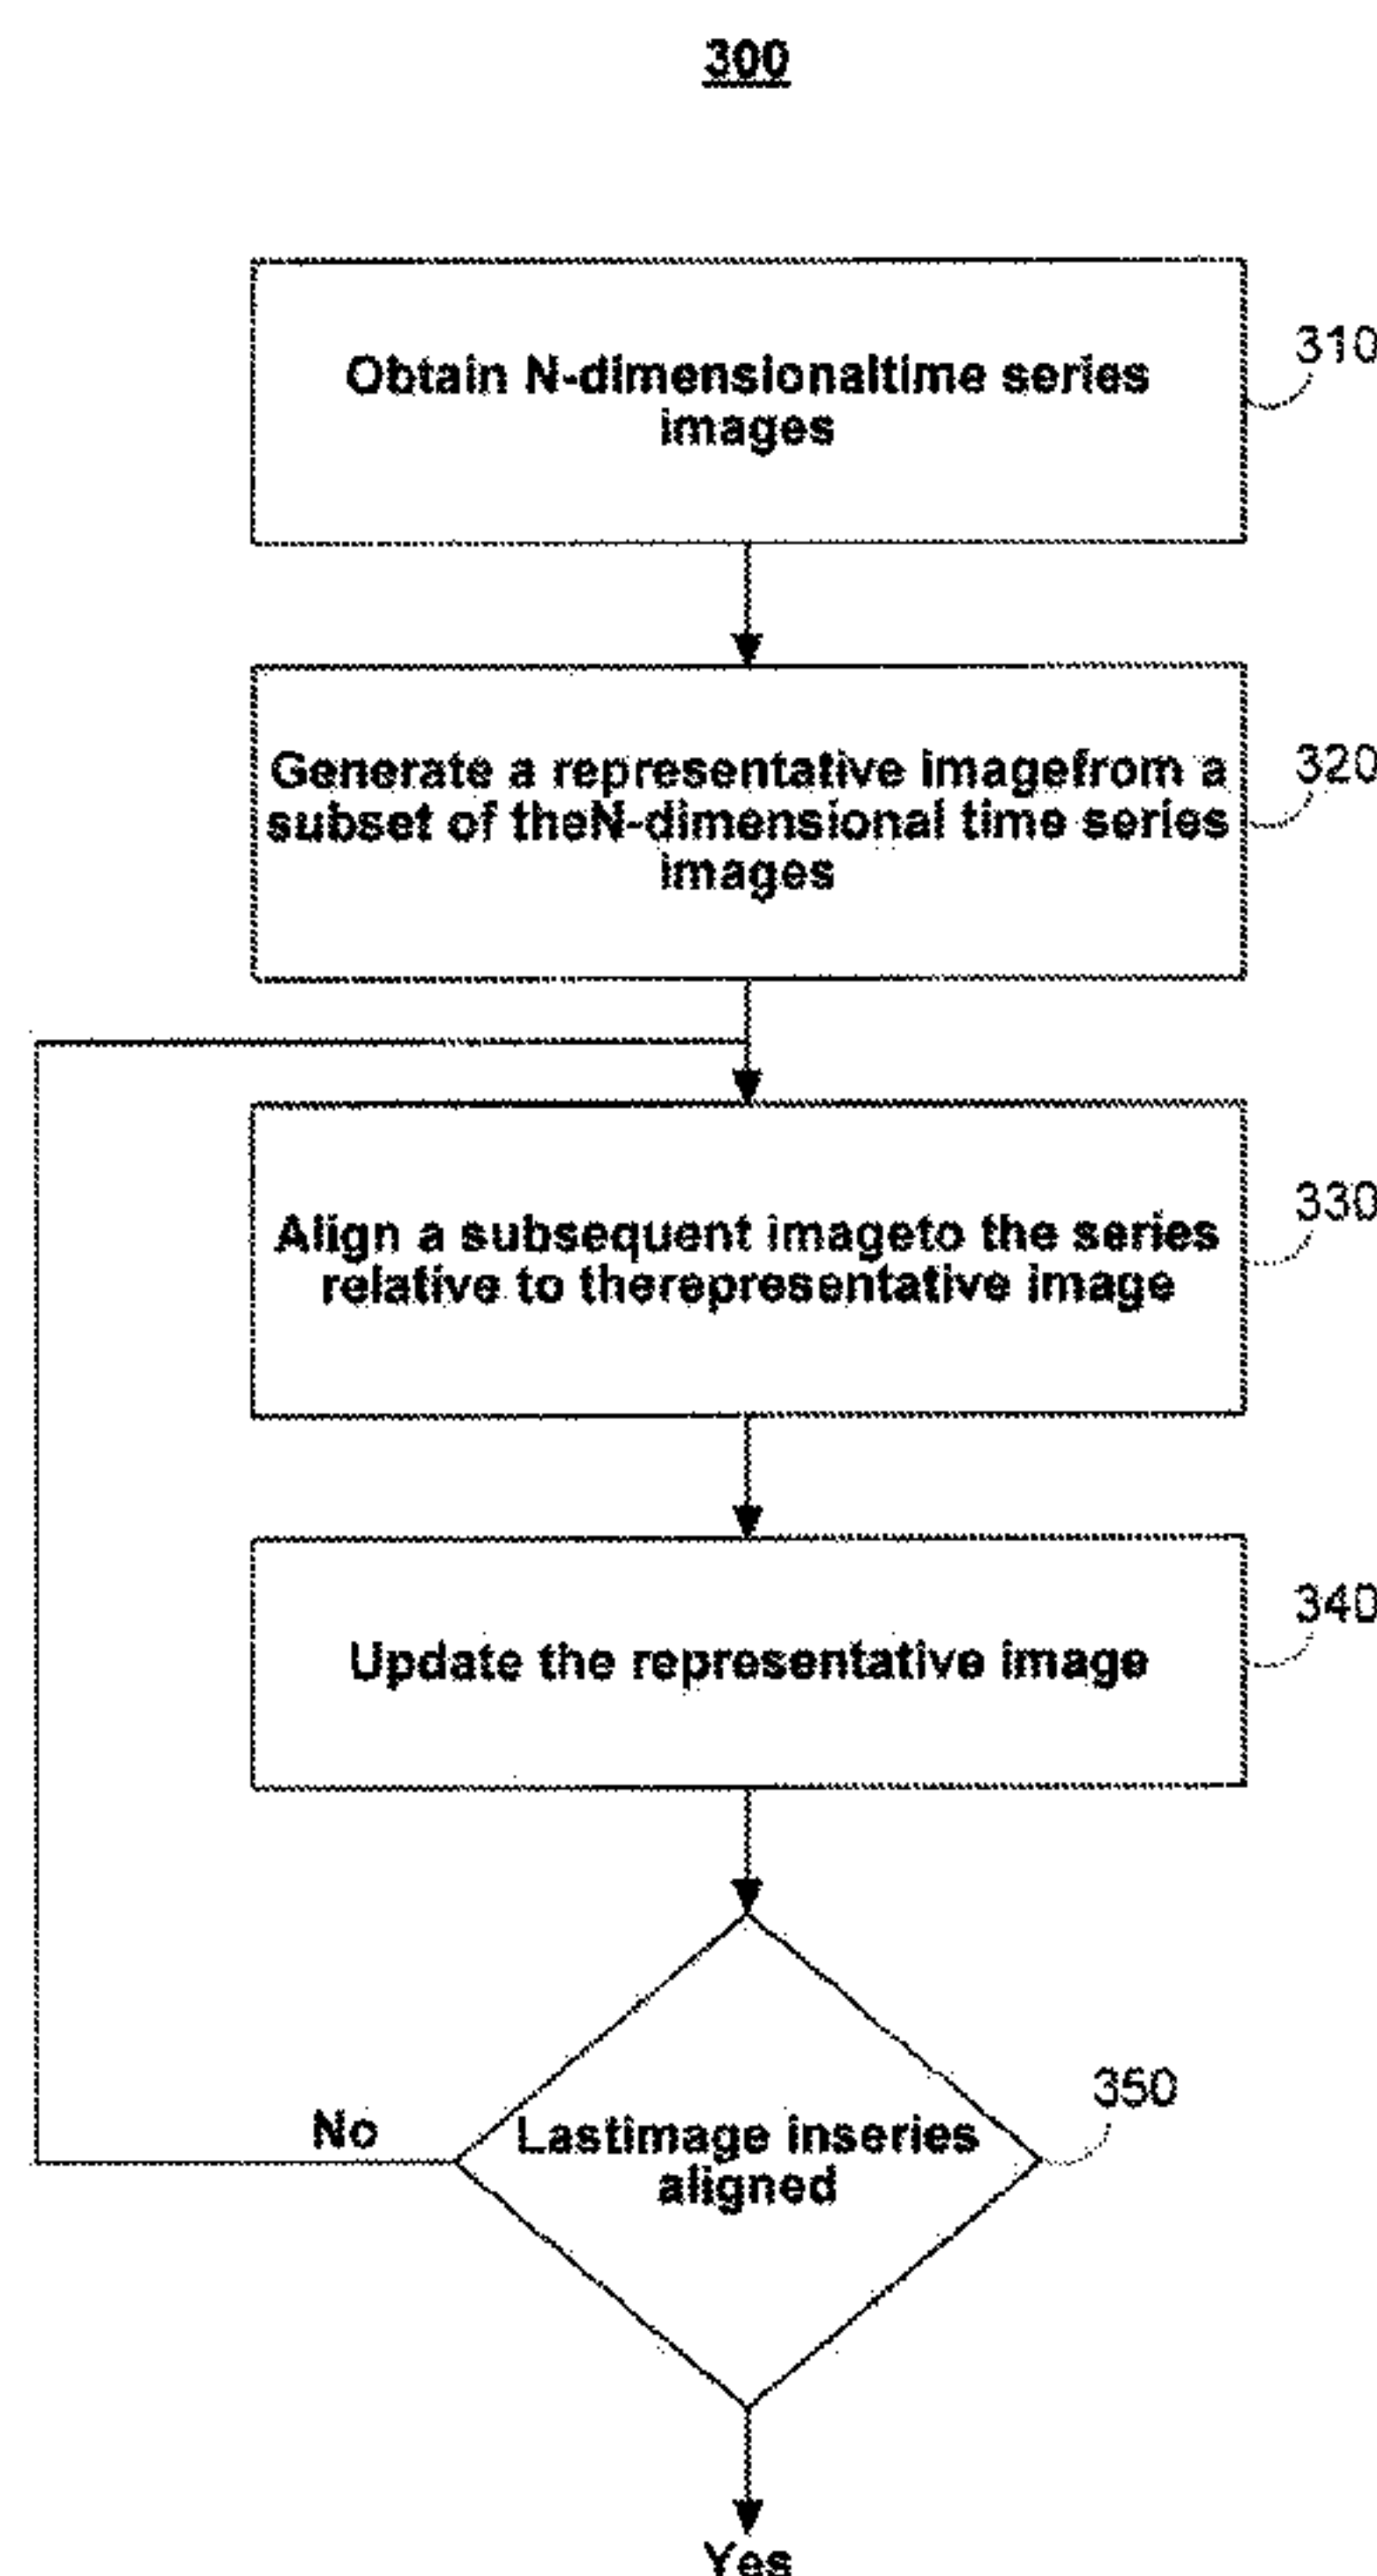 300
Obtain N-dimensionaltime series
images
310
Generate a representative imagefrom a
subset of theN-dimensional time series
images
320
Align a subsequent imageto the series
relative to therepresentative image
330
Update the representative image
340
Lastimage inseries
aligned
350
No
Yes